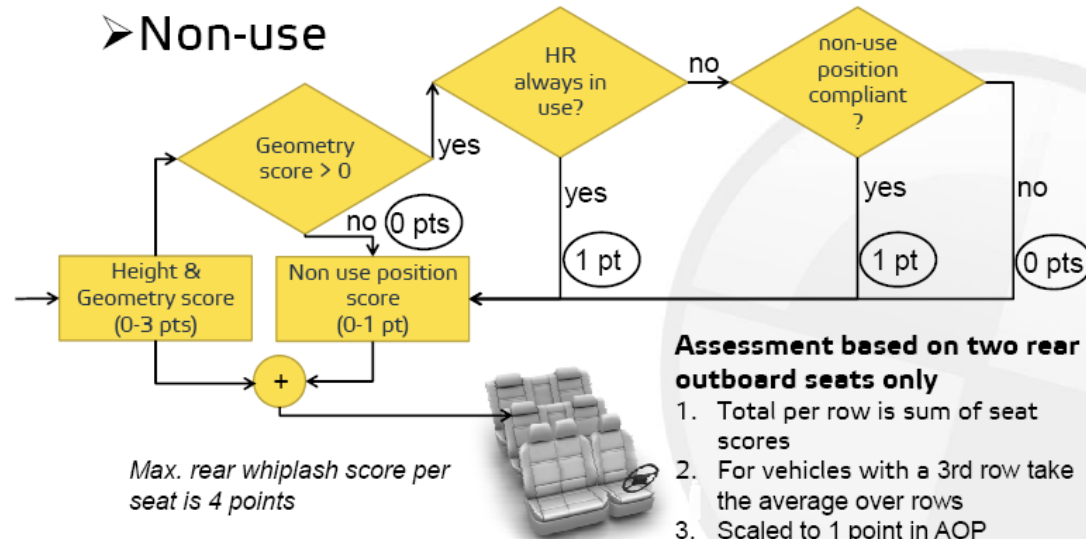 ➢Non-use
HR
always in
use?
no
non-use
position
compliant
?
Geometry
score > 0
yes
no
0 pts
yes
1 pt
yes
1 pt
no
0 pts
Height &
Geometry score
(0-3 pts)
Non use position
score
(0-1 pt)
+
Max. rear whiplash score per
seat is 4 points
Assessment based on two rear
outboard seats only
1. Total per row is sum of seat
scores
2. For vehicles with a 3rd row take
the average over rows
3. Scaled to 1 point in AOP